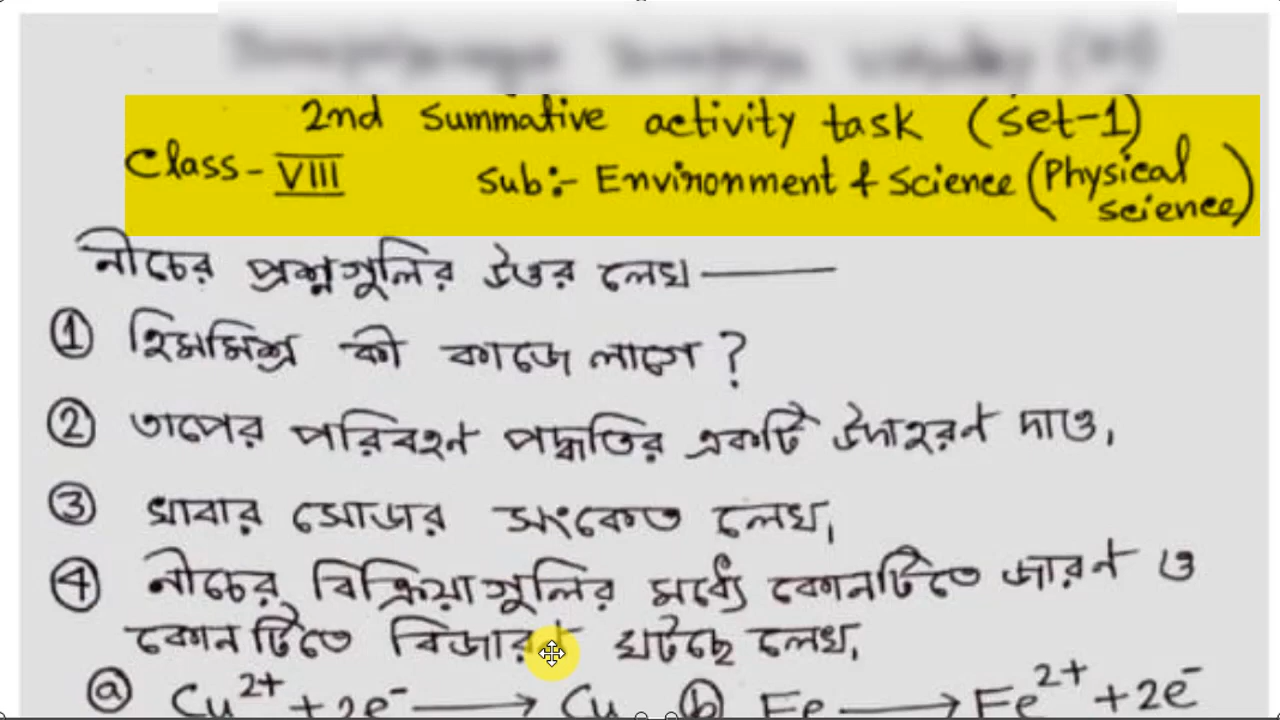 2nd summative activity task (set-1)
Class- VIII Sub:- Environment & Science (Physical science)
নীচের প্রশ্নগুলির উত্তর লেখ —
① হিমমিশ্র কী কাজে লাগে ?
② তাপের পরিবহণ পদ্ধতির একটি উদাহরণ দাও,
③ খাবার সোডার সংকেত লেখ,
④ নীচের বিক্রিয়াগুলির মধ্যে কোনটিতে জারণ ও
কোনটিতে বিজারণ ঘটছে লেখ,
ⓐ Cu²⁺ + 2e⁻ ⟶ Cu ⓑ Fe ⟶ Fe²⁺ + 2e⁻